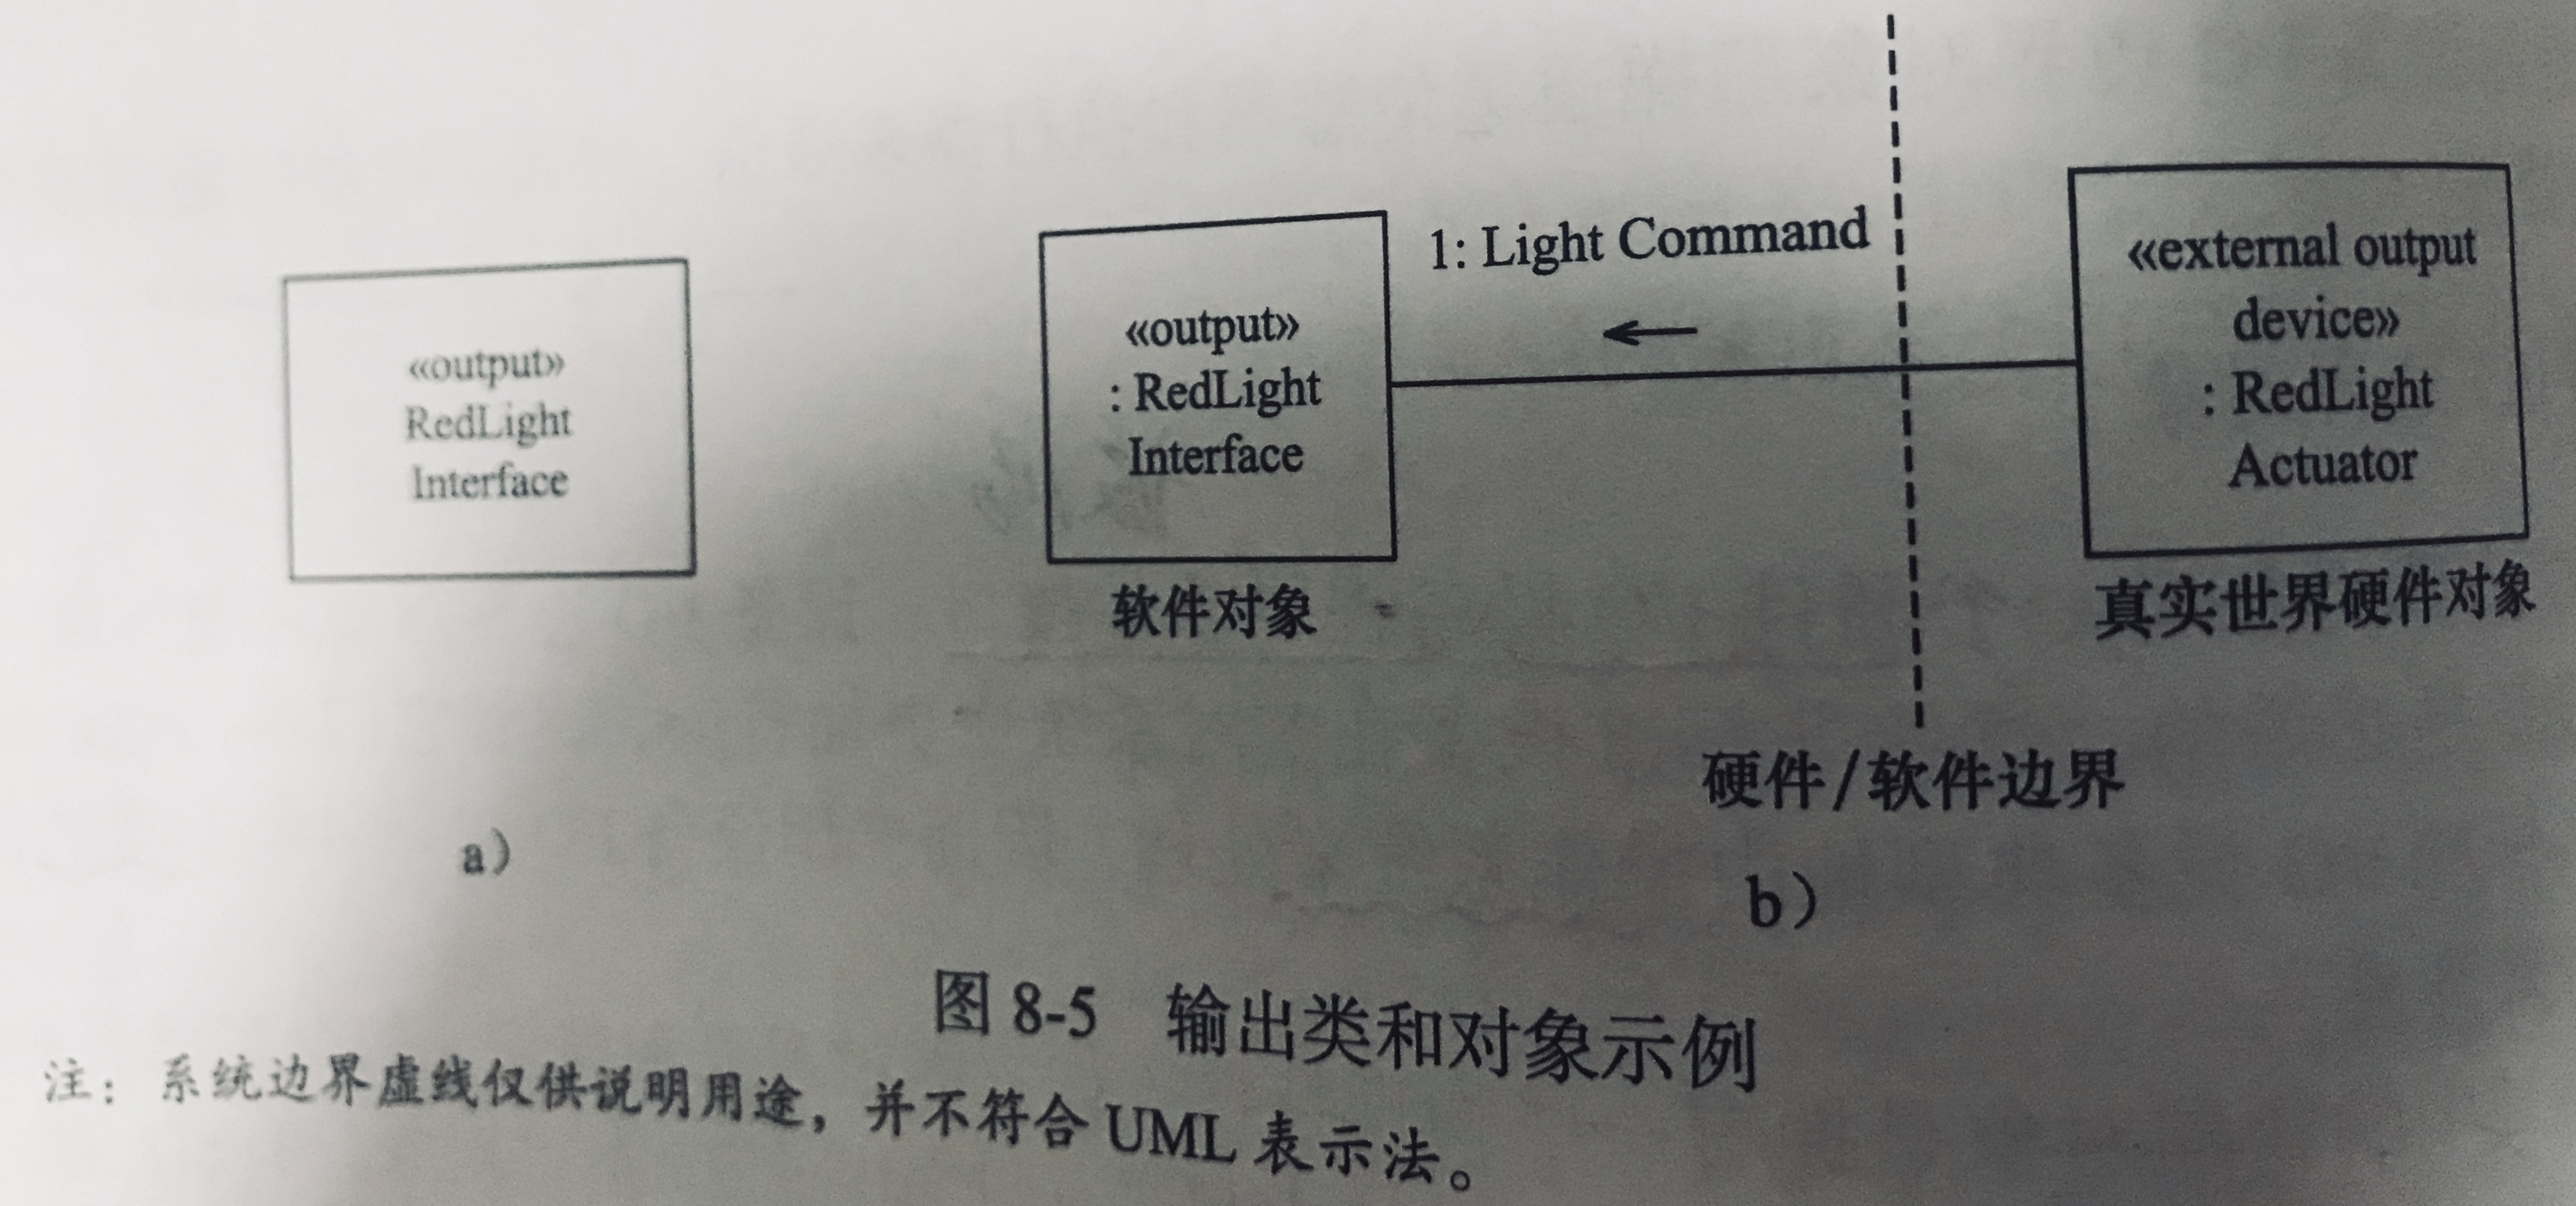 «output»
RedLight
Interface
a)
«output»
: RedLight
Interface
软件对象
1: Light Command
«external output
device»
: RedLight
Actuator
真实世界硬件对象
硬件/软件边界
b)
图 8-5 输出类和对象示例
注：系统边界虚线仅供说明用途，并不符合 UML 表示法。